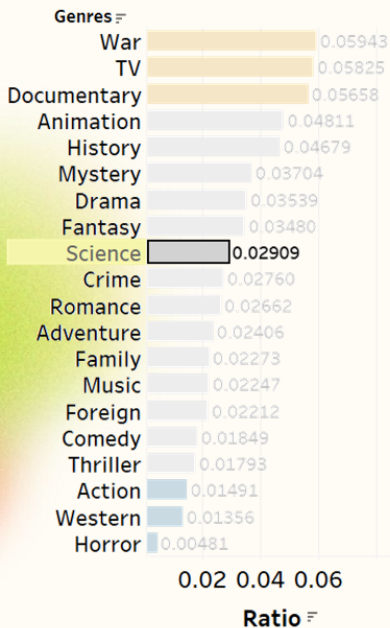 Genres
War 0.05943
TV 0.05825
Documentary 0.05658
Animation 0.04811
History 0.04679
Mystery 0.03704
Drama 0.03539
Fantasy 0.03480
Science 0.02909
Crime 0.02760
Romance 0.02662
Adventure 0.02406
Family 0.02273
Music 0.02247
Foreign 0.02212
Comedy 0.01849
Thriller 0.01793
Action 0.01491
Western 0.01356
Horror 0.00481
0.02 0.04 0.06
Ratio